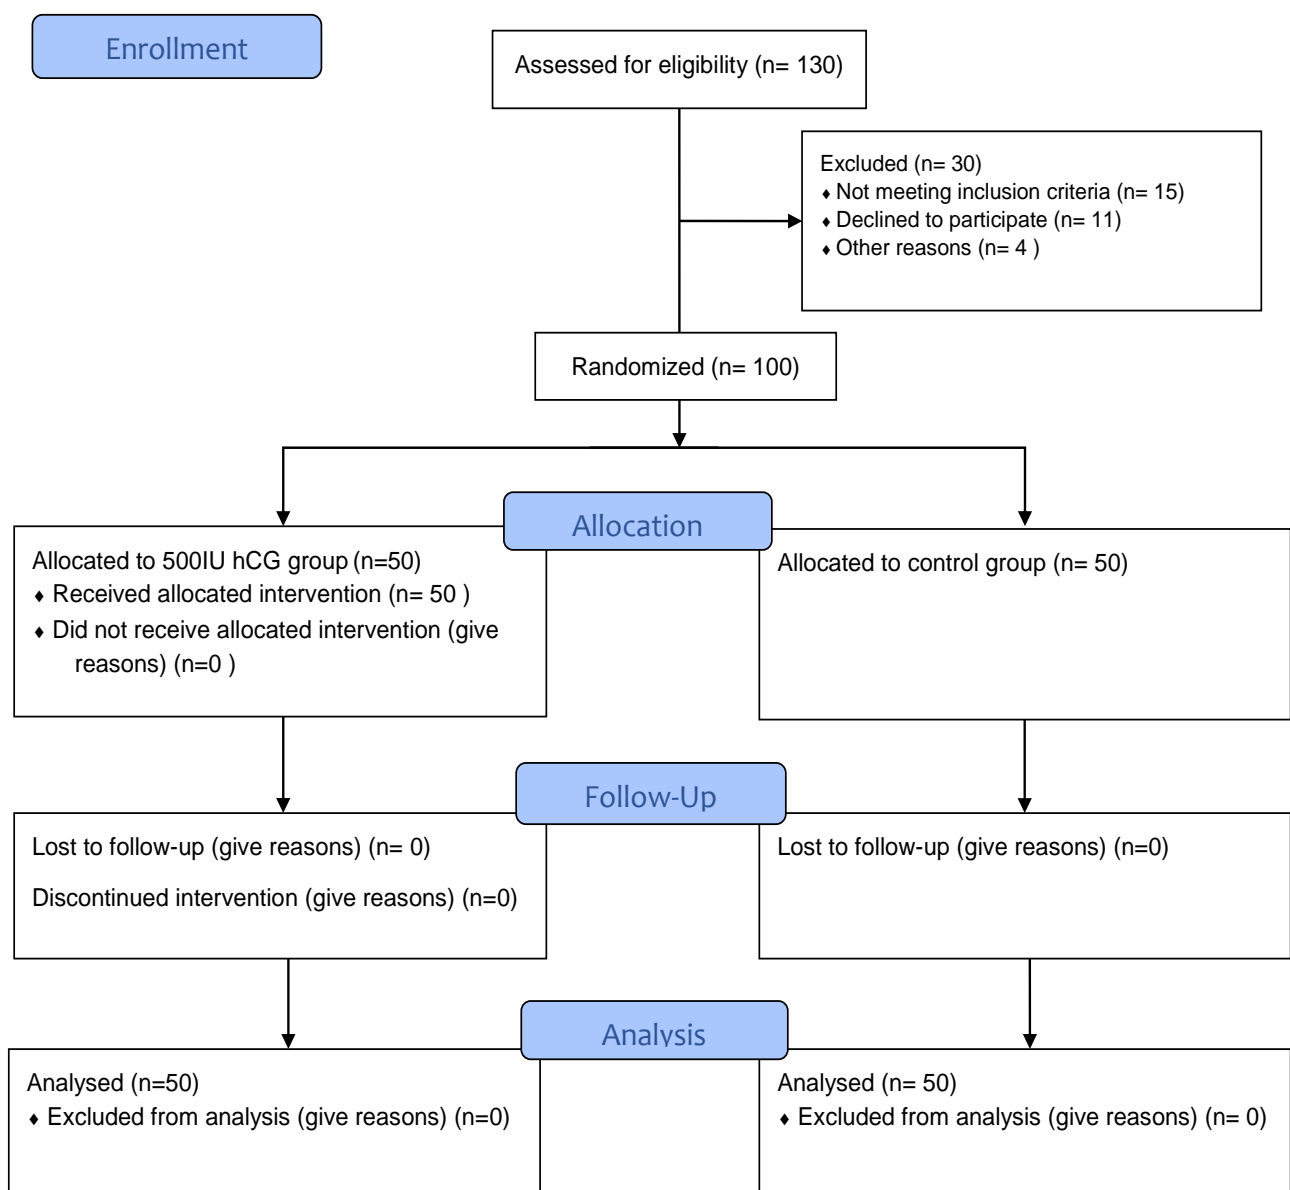 Enrollment
Assessed for eligibility (n= 130)
Excluded (n= 30)
♦ Not meeting inclusion criteria (n= 15)
♦ Declined to participate (n= 11)
♦ Other reasons (n= 4 )
Randomized (n= 100)
Allocation
Allocated to 500IU hCG group (n=50)
♦ Received allocated intervention (n= 50 )
♦ Did not receive allocated intervention (give
reasons) (n=0 )
Allocated to control group (n= 50)
Follow-Up
Lost to follow-up (give reasons) (n= 0)
Discontinued intervention (give reasons) (n=0)
Lost to follow-up (give reasons) (n=0)
Analysis
Analysed (n=50)
♦ Excluded from analysis (give reasons) (n=0)
Analysed (n= 50)
♦ Excluded from analysis (give reasons) (n= 0)